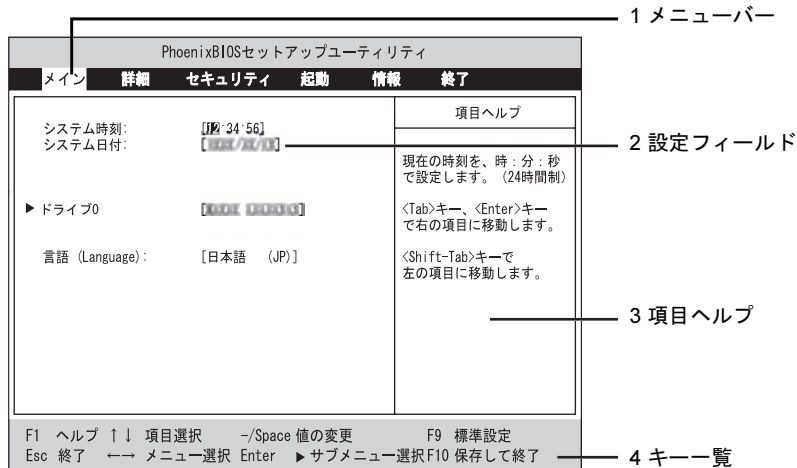 1 メニューバー
PhoenixBIOSセットアップユーティリティ
メイン 詳細 セキュリティ 起動 情報 終了
システム時刻: [12:34:56]
システム日付:
2 設定フィールド
▶ ドライブ0
言語 (Language): [日本語 (JP)]
項目ヘルプ
現在の時刻を、時:分:秒
で設定します。(24時間制)
<Tab>キー、<Enter>キー
で右の項目に移動します。
<Shift-Tab>キーで
左の項目に移動します。
3 項目ヘルプ
F1 ヘルプ ↑↓ 項目選択 -/Space 値の変更 F9 標準設定
Esc 終了 ←→ メニュー選択 Enter ▶サブメニュー選択 F10 保存して終了
4 キー一覧